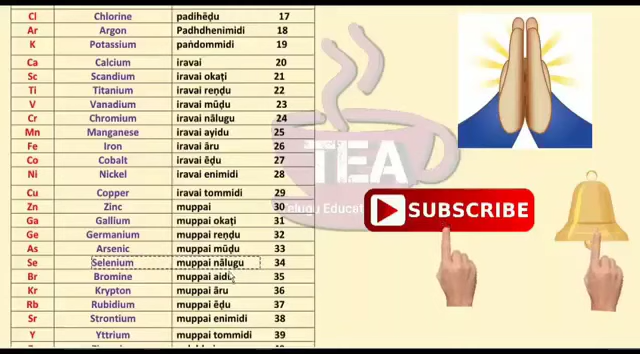 Cl Chlorine padihēḍu 17
Ar Argon Padhdhenimidi 18
K Potassium paṅdommidi 19
Ca Calcium iravai 20
Sc Scandium iravai okaṭi 21
Ti Titanium iravai reṇḍu 22
V Vanadium iravai mūḍu 23
Cr Chromium iravai nālugu 24
Mn Manganese iravai ayidu 25
Fe Iron iravai āru 26
Co Cobalt iravai ēḍu 27
Ni Nickel iravai enimidi 28
Cu Copper iravai tommidi 29
Zn Zinc muppai 30
Ga Gallium muppai okaṭi 31
Ge Germanium muppai reṇḍu 32
As Arsenic muppai mūḍu 33
Se Selenium muppai nālugu 34
Br Bromine muppai aidu 35
Kr Krypton muppai āru 36
Rb Rubidium muppai ēḍu 37
Sr Strontium muppai enimidi 38
Y Yttrium muppai tommidi 39
TEA
SUBSCRIBE